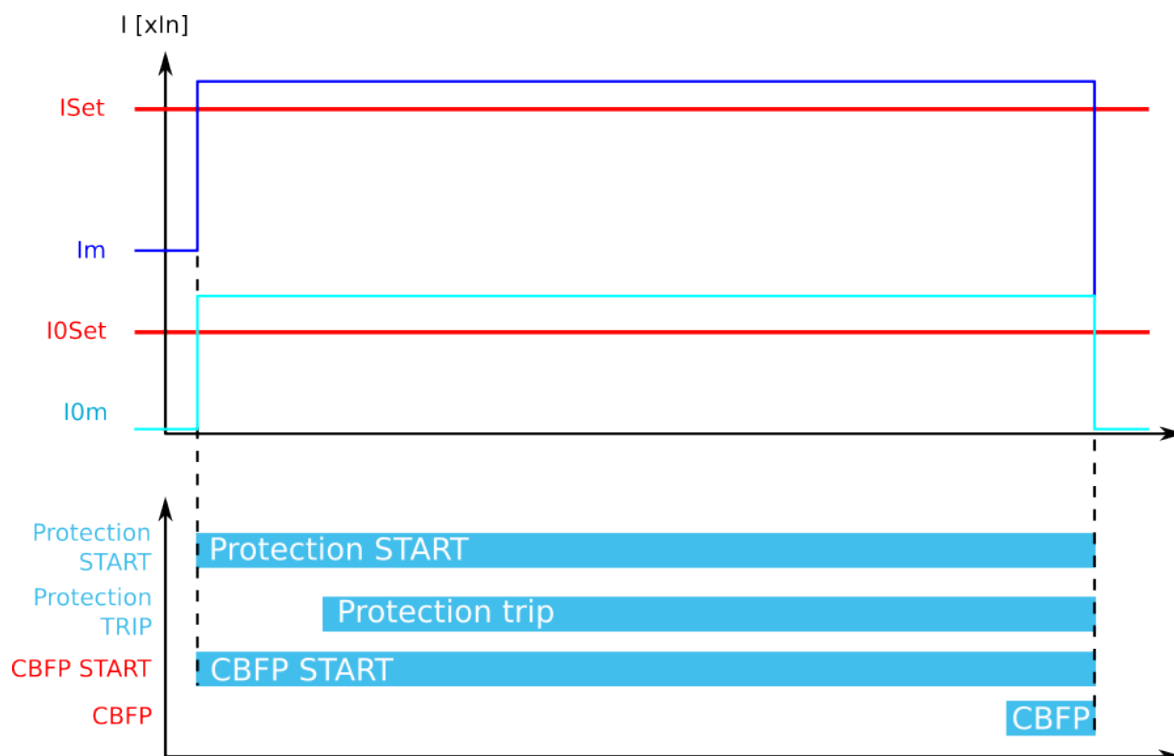 I [xIn]
ISet
Im
I0Set
I0m
Protection
START
Protection START
Protection
TRIP
Protection trip
CBFP START
CBFP START
CBFP
CBFP